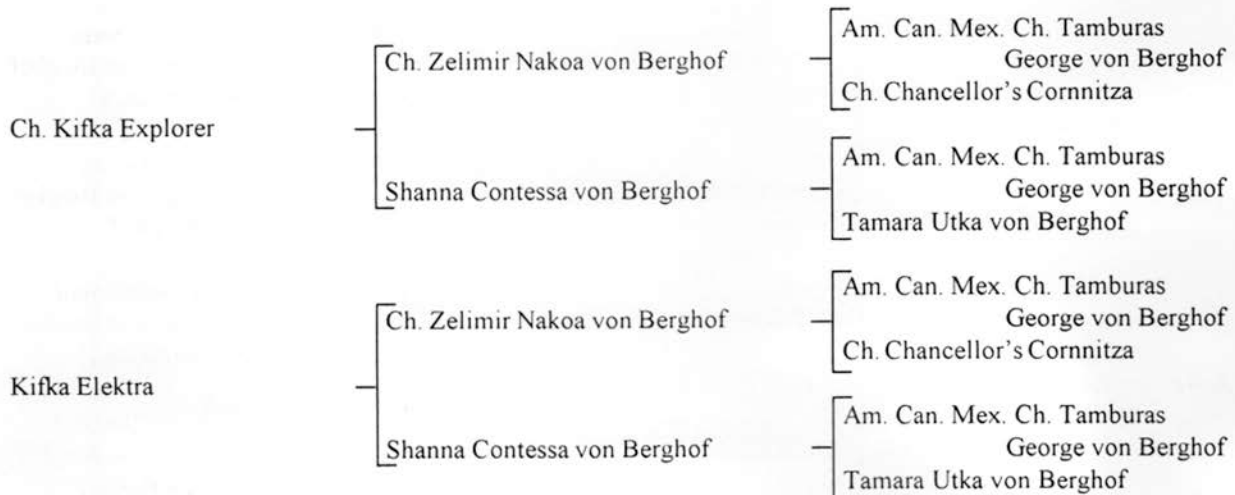 Am. Can. Mex. Ch. Tamburas
Ch. Zelimir Nakoa von Berghof
George von Berghof
Ch. Chancellor's Cornnitza
Ch. Kifka Explorer
Am. Can. Mex. Ch. Tamburas
Shanna Contessa von Berghof
George von Berghof
Tamara Utka von Berghof
Am. Can. Mex. Ch. Tamburas
Ch. Zelimir Nakoa von Berghof
George von Berghof
Ch. Chancellor's Cornnitza
Kifka Elektra
Am. Can. Mex. Ch. Tamburas
Shanna Contessa von Berghof
George von Berghof
Tamara Utka von Berghof